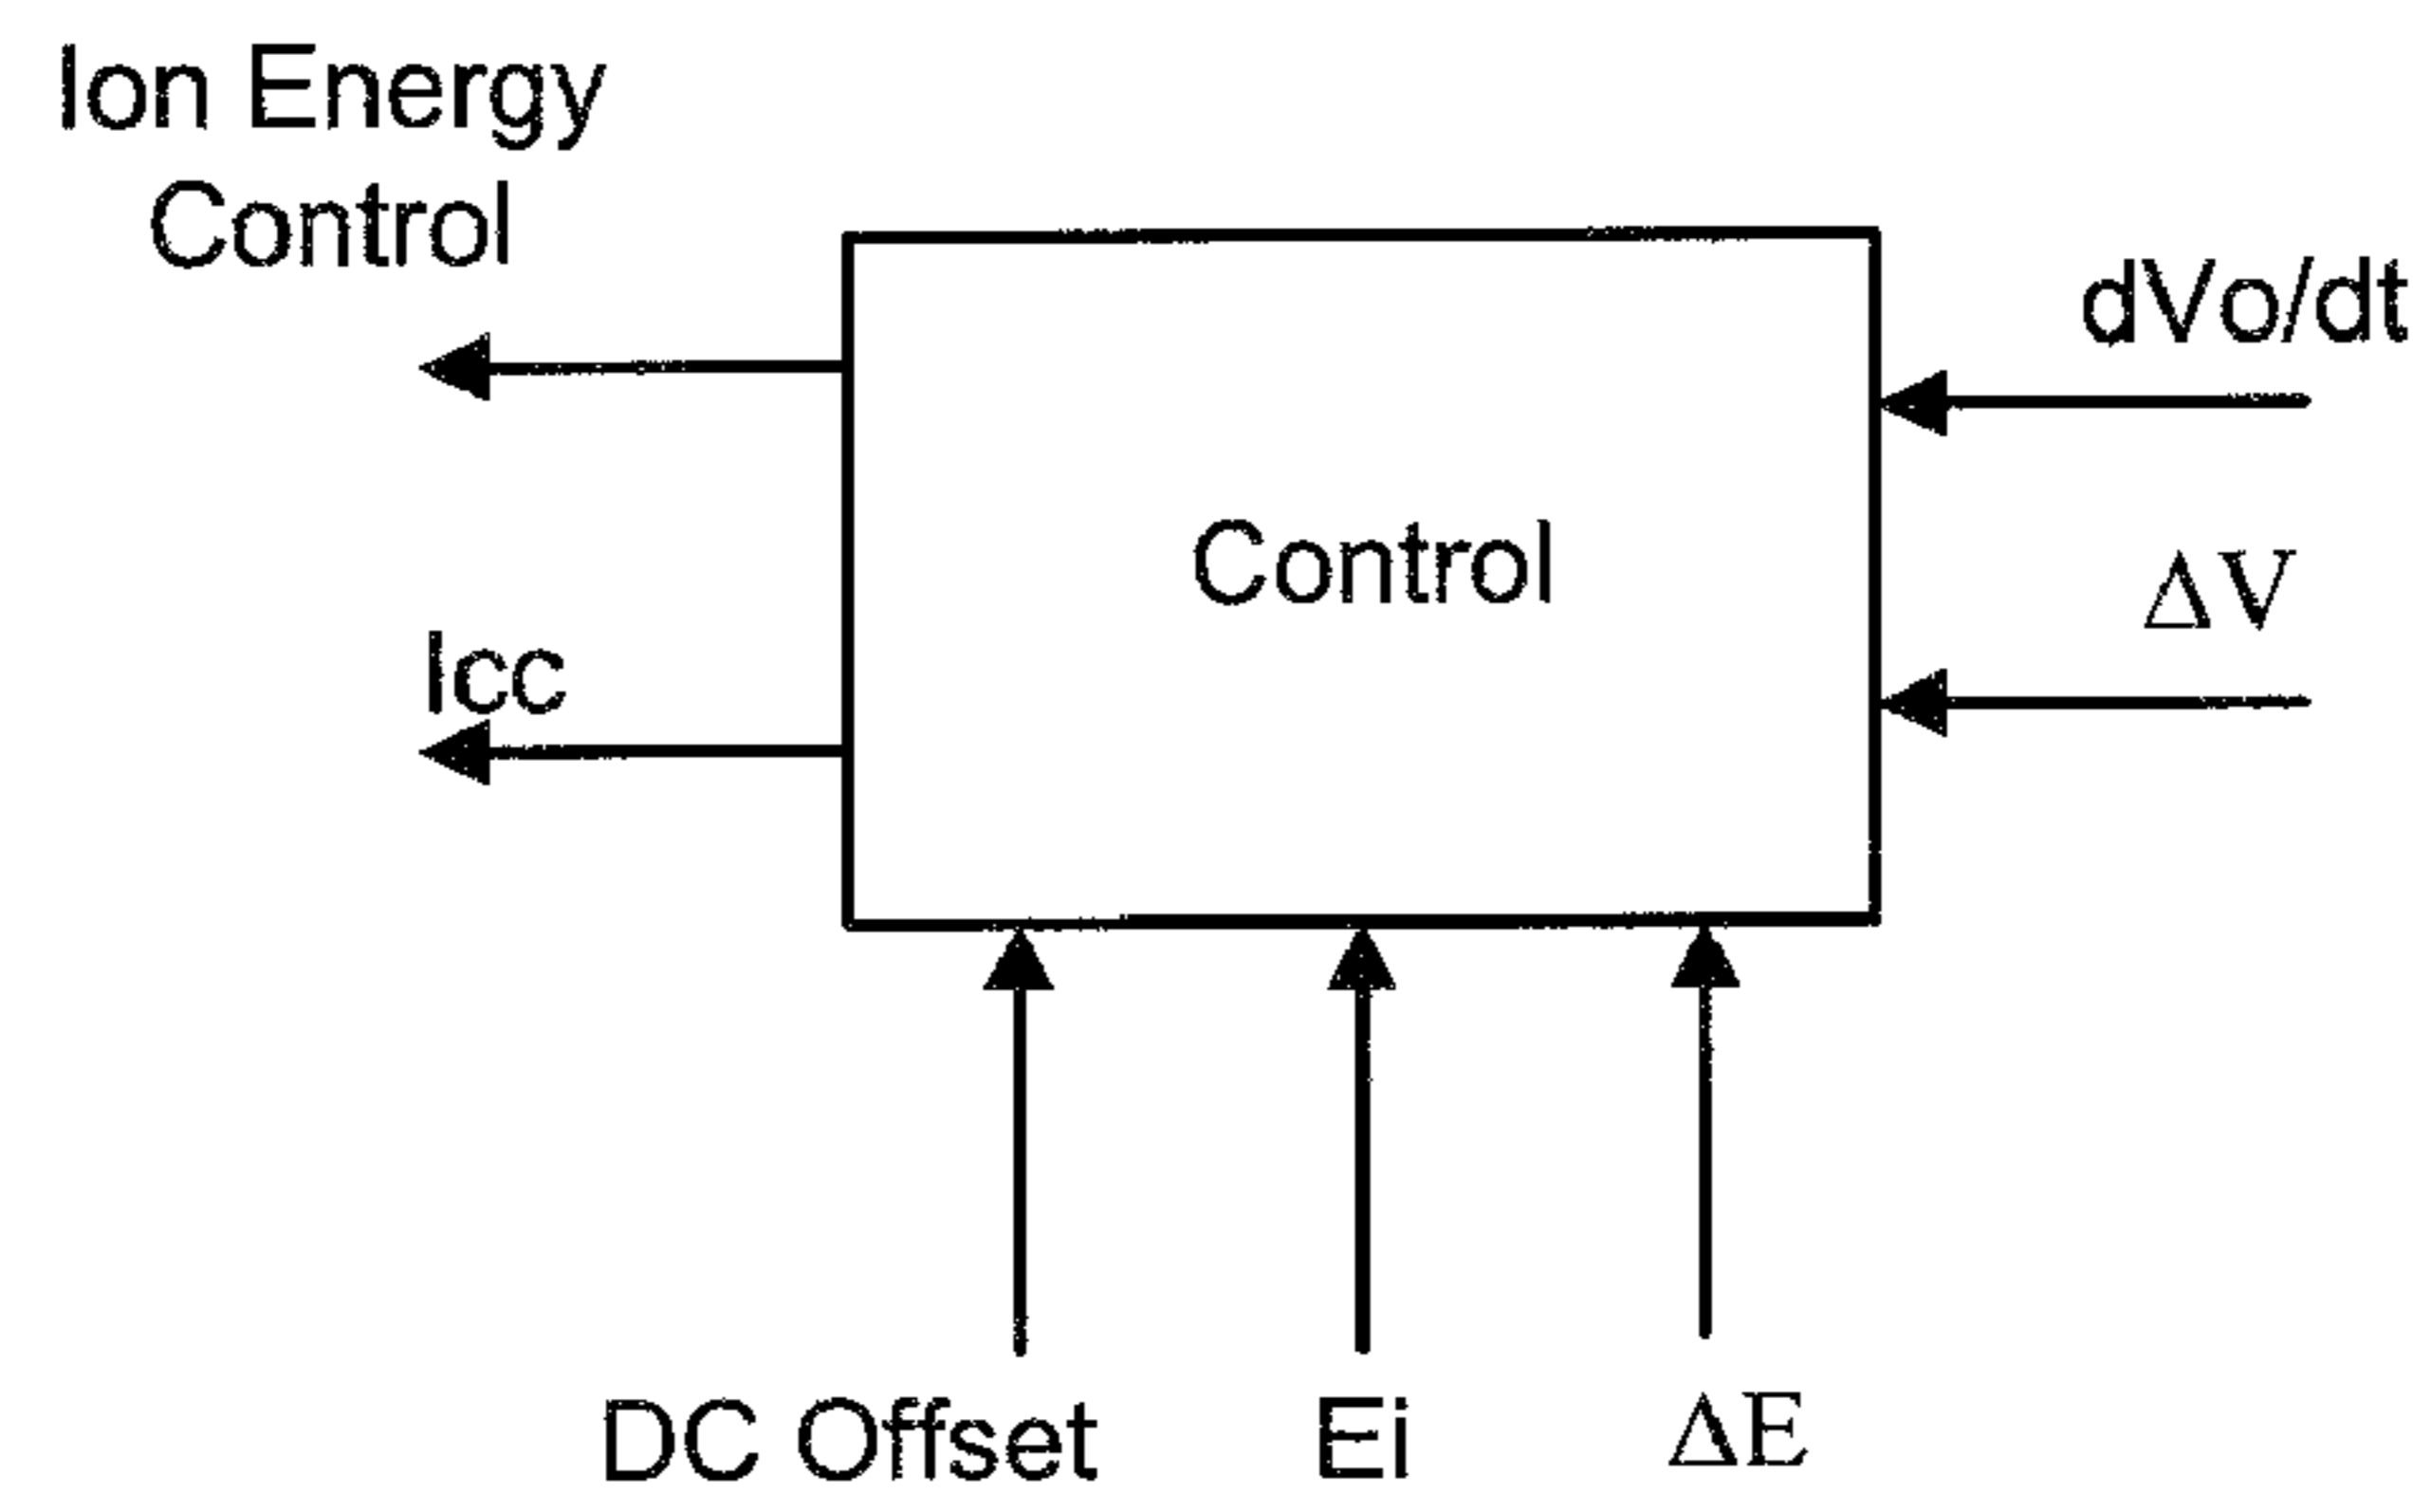 Ion Energy
Control
dVo/dt
Control
ΔV
Icc
DC Offset
Ei
ΔE